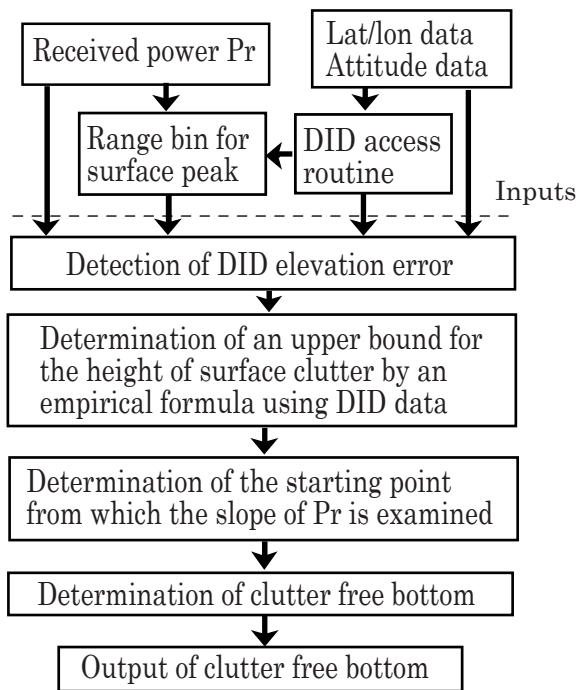 Received power Pr
Lat/lon data
Attitude data
Range bin for
surface peak
DID access
routine
Inputs
Detection of DID elevation error
Determination of an upper bound for
the height of surface clutter by an
empirical formula using DID data
Determination of the starting point
from which the slope of Pr is examined
Determination of clutter free bottom
Output of clutter free bottom